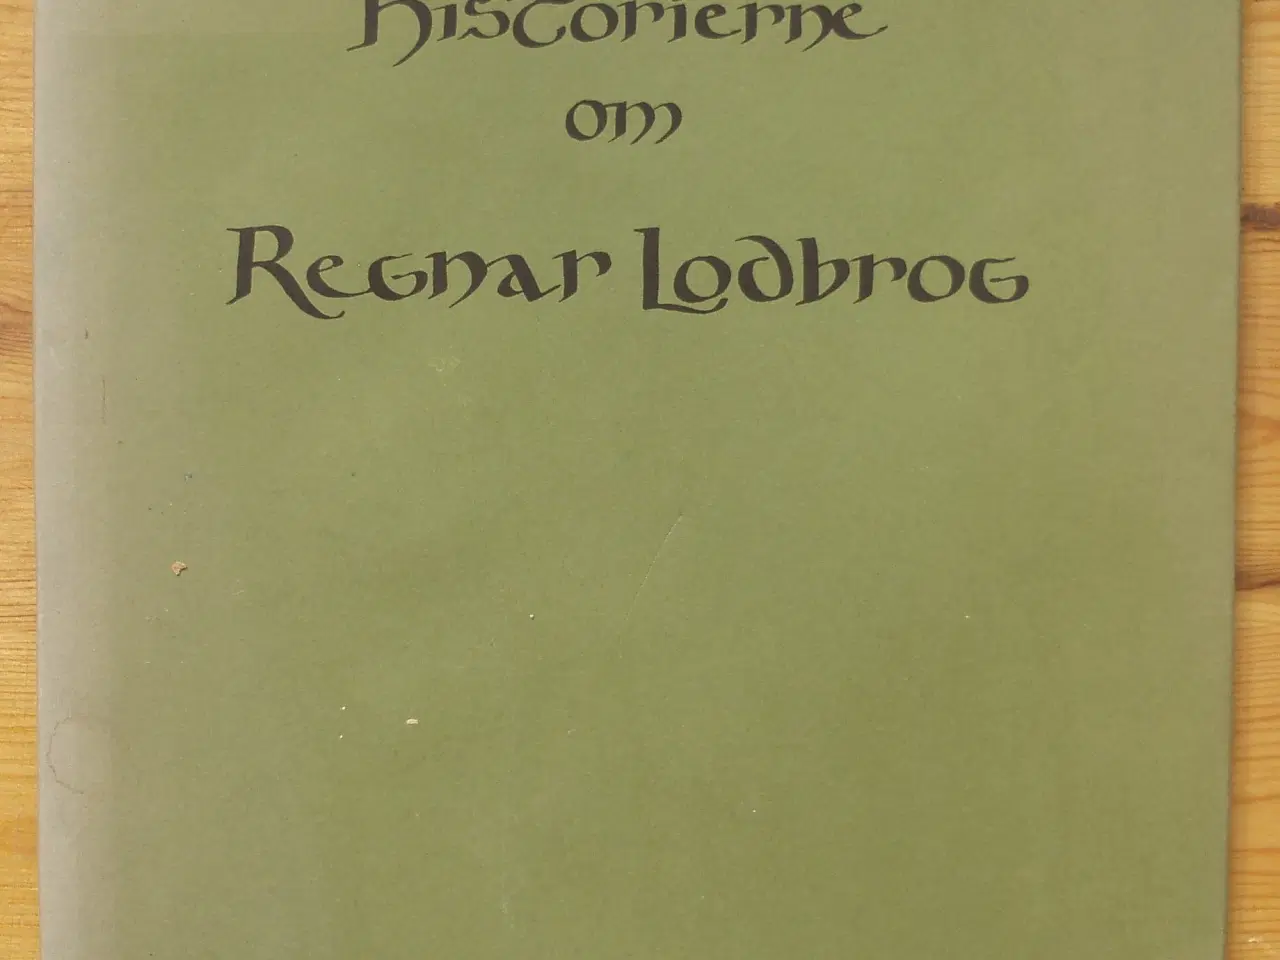 Historierne
om
Regnar Lodbrog